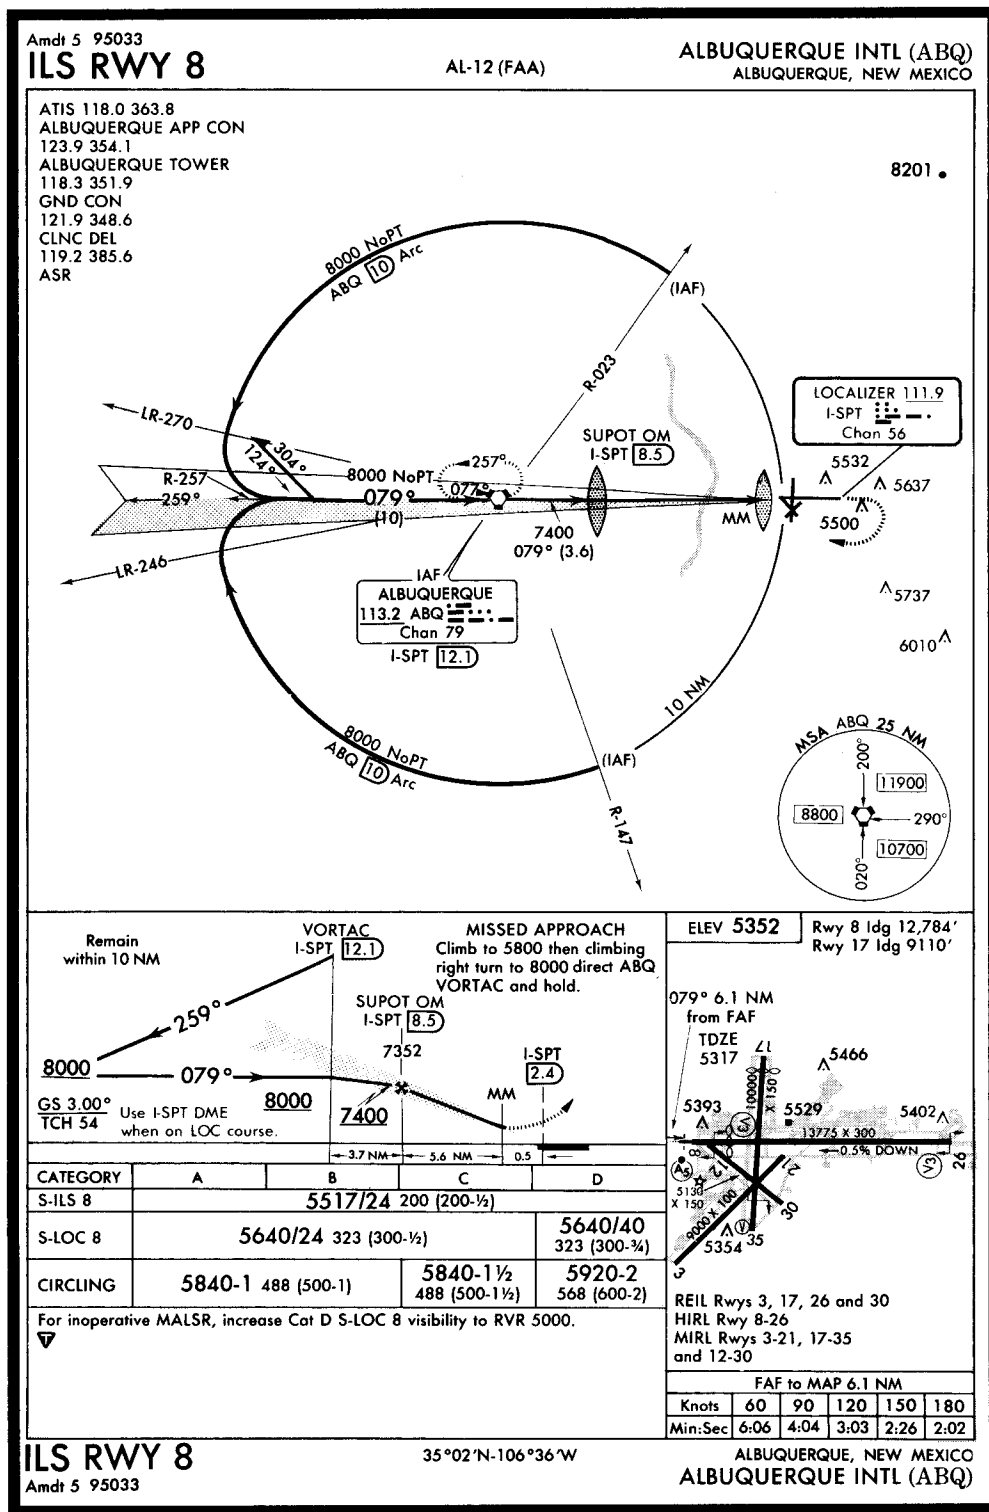 Amdt 5 95033
ILS RWY 8
AL-12 (FAA)
ALBUQUERQUE INTL (ABQ)
ALBUQUERQUE, NEW MEXICO
ATIS 118.0 363.8
ALBUQUERQUE APP CON
123.9 354.1
ALBUQUERQUE TOWER
118.3 351.9
GND CON
121.9 348.6
CLNC DEL
119.2 385.6
ASR
8201
8000 NoPT
ABQ 10 Arc
(IAF)
R-023
LR-270
304°
124°
R-257
259°
8000 NoPT
079°
(10)
257°
077°
SUPOT OM
I-SPT 8.5
LOCALIZER 111.9
I-SPT
Chan 56
5532
5637
5500
MM
7400
079° (3.6)
LR-246
IAF
ALBUQUERQUE
113.2 ABQ
Chan 79
I-SPT 12.1
5737
6010
10 NM
8000 NoPT
ABQ 10 Arc
(IAF)
R-147
MSA ABQ 25 NM
200°
11900
8800
290°
10700
020°
Remain
within 10 NM
VORTAC
I-SPT 12.1
MISSED APPROACH
Climb to 5800 then climbing
right turn to 8000 direct ABQ
VORTAC and hold.
259°
SUPOT OM
I-SPT 8.5
7352
I-SPT
2.4
8000
079°
8000
7400
MM
GS 3.00°
TCH 54
Use I-SPT DME
when on LOC course.
3.7 NM
5.6 NM
0.5
ELEV 5352
Rwy 8 ldg 12,784'
Rwy 17 ldg 9110'
079° 6.1 NM
from FAF
TDZE
5317
17
10000 X 150
5466
5393
V3
5529
5402
13775 X 300
0.5% DOWN
8
V3
26
A5
12
21
5130
X 150
9000 X 100
30
5354
V
35
3
REIL Rwys 3, 17, 26 and 30
HIRL Rwy 8-26
MIRL Rwys 3-21, 17-35
and 12-30
CATEGORY A B C D
S-ILS 8 5517/24 200 (200-½)
S-LOC 8 5640/24 323 (300-½) 5640/40 323 (300-¾)
CIRCLING 5840-1 488 (500-1) 5840-1½ 488 (500-1½) 5920-2 568 (600-2)
For inoperative MALSR, increase Cat D S-LOC 8 visibility to RVR 5000.
T
FAF to MAP 6.1 NM
Knots 60 90 120 150 180
Min:Sec 6:06 4:04 3:03 2:26 2:02
ILS RWY 8
Amdt 5 95033
35°02'N-106°36'W
ALBUQUERQUE, NEW MEXICO
ALBUQUERQUE INTL (ABQ)